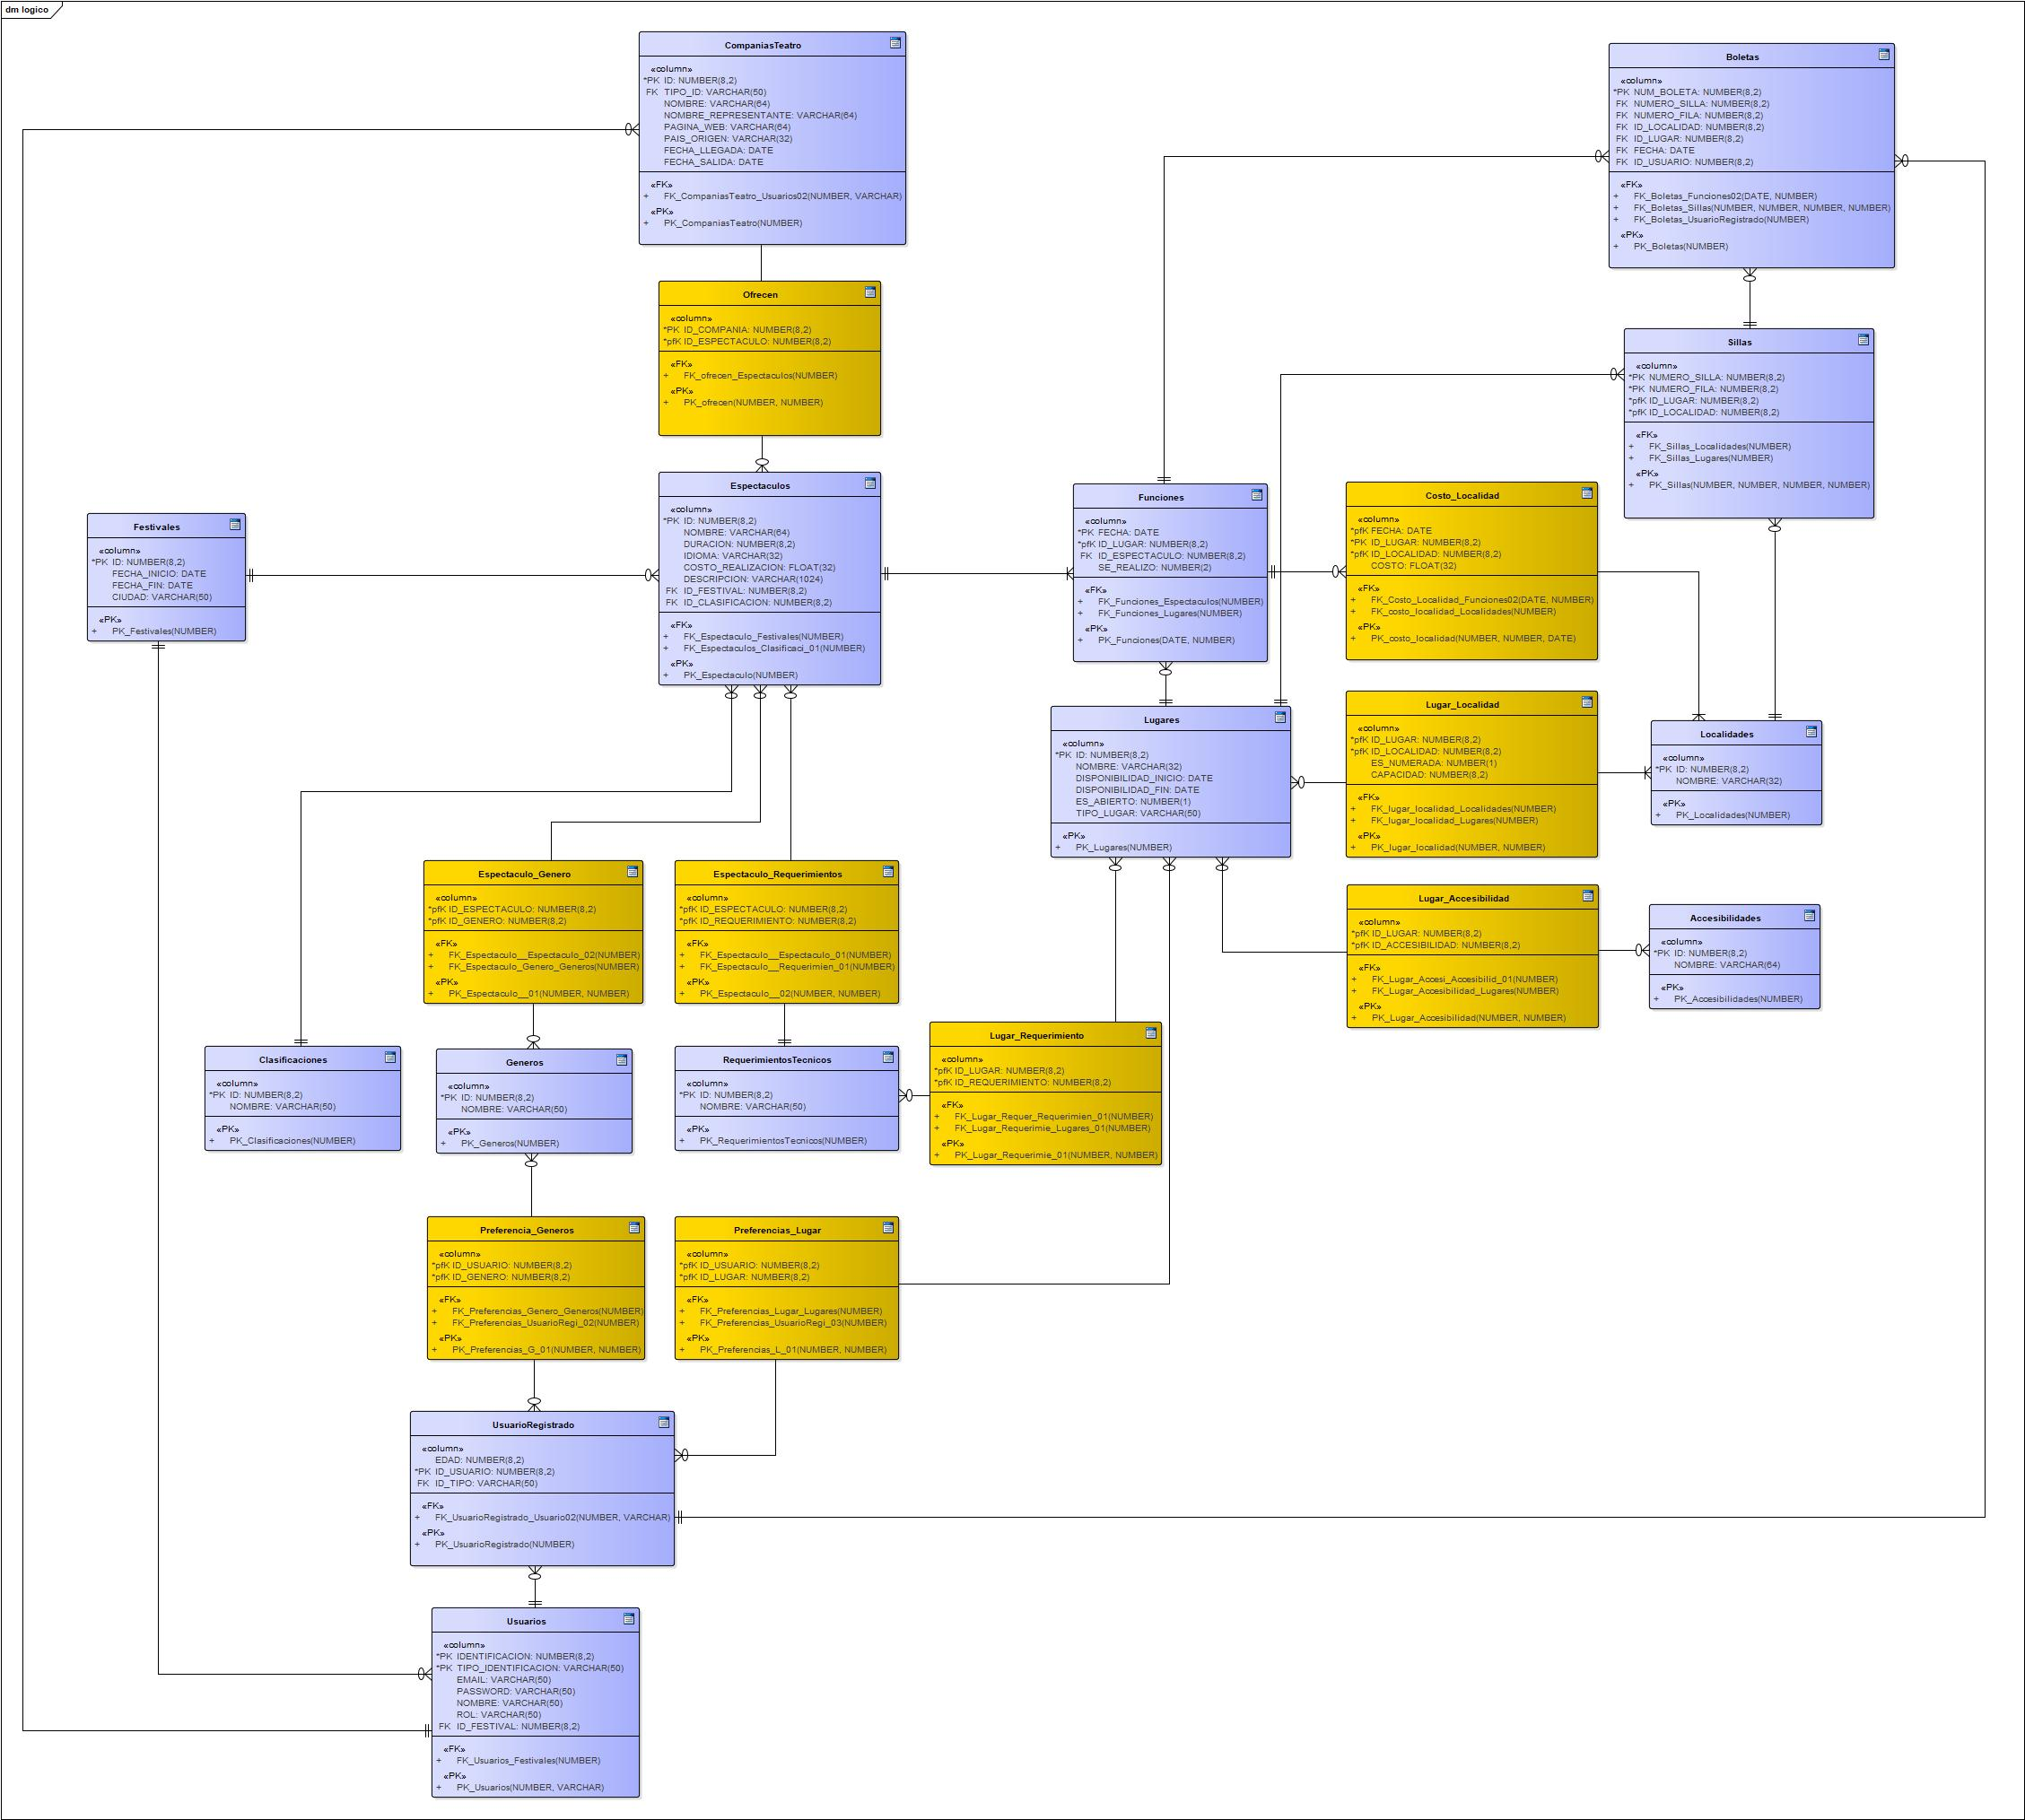 dm logico
CompaniasTeatro
«column»
*PK ID: NUMBER(8,2)
FK TIPO_ID: VARCHAR(50)
NOMBRE: VARCHAR(64)
NOMBRE_REPRESENTANTE: VARCHAR(64)
PAGINA_WEB: VARCHAR(64)
PAIS_ORIGEN: VARCHAR(32)
FECHA_LLEGADA: DATE
FECHA_SALIDA: DATE
«FK»
+ FK_CompaniasTeatro_Usuarios02(NUMBER, VARCHAR)
«PK»
+ PK_CompaniasTeatro(NUMBER)
Boletas
«column»
*PK NUM_BOLETA: NUMBER(8,2)
FK NUMERO_SILLA: NUMBER(8,2)
FK NUMERO_FILA: NUMBER(8,2)
FK ID_LOCALIDAD: NUMBER(8,2)
FK ID_LUGAR: NUMBER(8,2)
FK FECHA: DATE
FK ID_USUARIO: NUMBER(8,2)
«FK»
+ FK_Boletas_Funciones02(DATE, NUMBER)
+ FK_Boletas_Sillas(NUMBER, NUMBER, NUMBER, NUMBER)
+ FK_Boletas_UsuarioRegistrado(NUMBER)
«PK»
+ PK_Boletas(NUMBER)
Ofrecen
«column»
*PK ID_COMPANIA: NUMBER(8,2)
*pfK ID_ESPECTACULO: NUMBER(8,2)
«FK»
+ FK_ofrecen_Espectaculos(NUMBER)
«PK»
+ PK_ofrecen(NUMBER, NUMBER)
Sillas
«column»
*PK NUMERO_SILLA: NUMBER(8,2)
*PK NUMERO_FILA: NUMBER(8,2)
*pfK ID_LUGAR: NUMBER(8,2)
*pfK ID_LOCALIDAD: NUMBER(8,2)
«FK»
+ FK_Sillas_Localidades(NUMBER)
+ FK_Sillas_Lugares(NUMBER)
«PK»
+ PK_Sillas(NUMBER, NUMBER, NUMBER, NUMBER)
Festivales
«column»
*PK ID: NUMBER(8,2)
FECHA_INICIO: DATE
FECHA_FIN: DATE
CIUDAD: VARCHAR(50)
«PK»
+ PK_Festivales(NUMBER)
Espectaculos
«column»
*PK ID: NUMBER(8,2)
NOMBRE: VARCHAR(64)
DURACION: NUMBER(8,2)
IDIOMA: VARCHAR(32)
COSTO_REALIZACION: FLOAT(32)
DESCRIPCION: VARCHAR(1024)
FK ID_FESTIVAL: NUMBER(8,2)
FK ID_CLASIFICACION: NUMBER(8,2)
«FK»
+ FK_Espectaculo_Festivales(NUMBER)
+ FK_Espectaculos_Clasificaci_01(NUMBER)
«PK»
+ PK_Espectaculo(NUMBER)
Funciones
«column»
*PK FECHA: DATE
*pfK ID_LUGAR: NUMBER(8,2)
FK ID_ESPECTACULO: NUMBER(8,2)
SE_REALIZO: NUMBER(2)
«FK»
+ FK_Funciones_Espectaculos(NUMBER)
+ FK_Funciones_Lugares(NUMBER)
«PK»
+ PK_Funciones(DATE, NUMBER)
Costo_Localidad
«column»
*pfK FECHA: DATE
*PK ID_LUGAR: NUMBER(8,2)
*pfK ID_LOCALIDAD: NUMBER(8,2)
COSTO: FLOAT(32)
«FK»
+ FK_Costo_Localidad_Funciones02(DATE, NUMBER)
+ FK_costo_localidad_Localidades(NUMBER)
«PK»
+ PK_costo_localidad(NUMBER, NUMBER, DATE)
Lugares
«column»
*PK ID: NUMBER(8,2)
NOMBRE: VARCHAR(32)
DISPONIBILIDAD_INICIO: DATE
DISPONIBILIDAD_FIN: DATE
ES_ABIERTO: NUMBER(1)
TIPO_LUGAR: VARCHAR(50)
«PK»
+ PK_Lugares(NUMBER)
Lugar_Localidad
«column»
*pfK ID_LUGAR: NUMBER(8,2)
*pfK ID_LOCALIDAD: NUMBER(8,2)
ES_NUMERADA: NUMBER(1)
CAPACIDAD: NUMBER(8,2)
«FK»
+ FK_lugar_localidad_Localidades(NUMBER)
+ FK_lugar_localidad_Lugares(NUMBER)
«PK»
+ PK_lugar_localidad(NUMBER, NUMBER)
Localidades
«column»
*PK ID: NUMBER(8,2)
NOMBRE: VARCHAR(32)
«PK»
+ PK_Localidades(NUMBER)
Espectaculo_Genero
«column»
*pfK ID_ESPECTACULO: NUMBER(8,2)
*pfK ID_GENERO: NUMBER(8,2)
«FK»
+ FK_Espectaculo__Espectaculo_02(NUMBER)
+ FK_Espectaculo_Genero_Generos(NUMBER)
«PK»
+ PK_Espectaculo__01(NUMBER, NUMBER)
Espectaculo_Requerimientos
«column»
*pfK ID_ESPECTACULO: NUMBER(8,2)
*pfK ID_REQUERIMIENTO: NUMBER(8,2)
«FK»
+ FK_Espectaculo__Espectaculo_01(NUMBER)
+ FK_Espectaculo__Requerimien_01(NUMBER)
«PK»
+ PK_Espectaculo__02(NUMBER, NUMBER)
Lugar_Accesibilidad
«column»
*pfK ID_LUGAR: NUMBER(8,2)
*pfK ID_ACCESIBILIDAD: NUMBER(8,2)
«FK»
+ FK_Lugar_Accesi_Accesibilid_01(NUMBER)
+ FK_Lugar_Accesibilidad_Lugares(NUMBER)
«PK»
+ PK_Lugar_Accesibilidad(NUMBER, NUMBER)
Accesibilidades
«column»
*PK ID: NUMBER(8,2)
NOMBRE: VARCHAR(64)
«PK»
+ PK_Accesibilidades(NUMBER)
Clasificaciones
«column»
*PK ID: NUMBER(8,2)
NOMBRE: VARCHAR(50)
«PK»
+ PK_Clasificaciones(NUMBER)
Generos
«column»
*PK ID: NUMBER(8,2)
NOMBRE: VARCHAR(50)
«PK»
+ PK_Generos(NUMBER)
RequerimientosTecnicos
«column»
*PK ID: NUMBER(8,2)
NOMBRE: VARCHAR(50)
«PK»
+ PK_RequerimientosTecnicos(NUMBER)
Lugar_Requerimiento
«column»
*pfK ID_LUGAR: NUMBER(8,2)
*pfK ID_REQUERIMIENTO: NUMBER(8,2)
«FK»
+ FK_Lugar_Requer_Requerimien_01(NUMBER)
+ FK_Lugar_Requerimie_Lugares_01(NUMBER)
«PK»
+ PK_Lugar_Requerimie_01(NUMBER, NUMBER)
Preferencia_Generos
«column»
*pfK ID_USUARIO: NUMBER(8,2)
*pfK ID_GENERO: NUMBER(8,2)
«FK»
+ FK_Preferencias_Genero_Generos(NUMBER)
+ FK_Preferencias_UsuarioRegi_02(NUMBER)
«PK»
+ PK_Preferencias_G_01(NUMBER, NUMBER)
Preferencias_Lugar
«column»
*pfK ID_USUARIO: NUMBER(8,2)
*pfK ID_LUGAR: NUMBER(8,2)
«FK»
+ FK_Preferencias_Lugar_Lugares(NUMBER)
+ FK_Preferencias_UsuarioRegi_03(NUMBER)
«PK»
+ PK_Preferencias_L_01(NUMBER, NUMBER)
UsuarioRegistrado
«column»
EDAD: NUMBER(8,2)
*PK ID_USUARIO: NUMBER(8,2)
FK ID_TIPO: VARCHAR(50)
«FK»
+ FK_UsuarioRegistrado_Usuario02(NUMBER, VARCHAR)
«PK»
+ PK_UsuarioRegistrado(NUMBER)
Usuarios
«column»
*PK IDENTIFICACION: NUMBER(8,2)
*PK TIPO_IDENTIFICACION: VARCHAR(50)
EMAIL: VARCHAR(50)
PASSWORD: VARCHAR(50)
NOMBRE: VARCHAR(50)
ROL: VARCHAR(50)
FK ID_FESTIVAL: NUMBER(8,2)
«FK»
+ FK_Usuarios_Festivales(NUMBER)
«PK»
+ PK_Usuarios(NUMBER, VARCHAR)